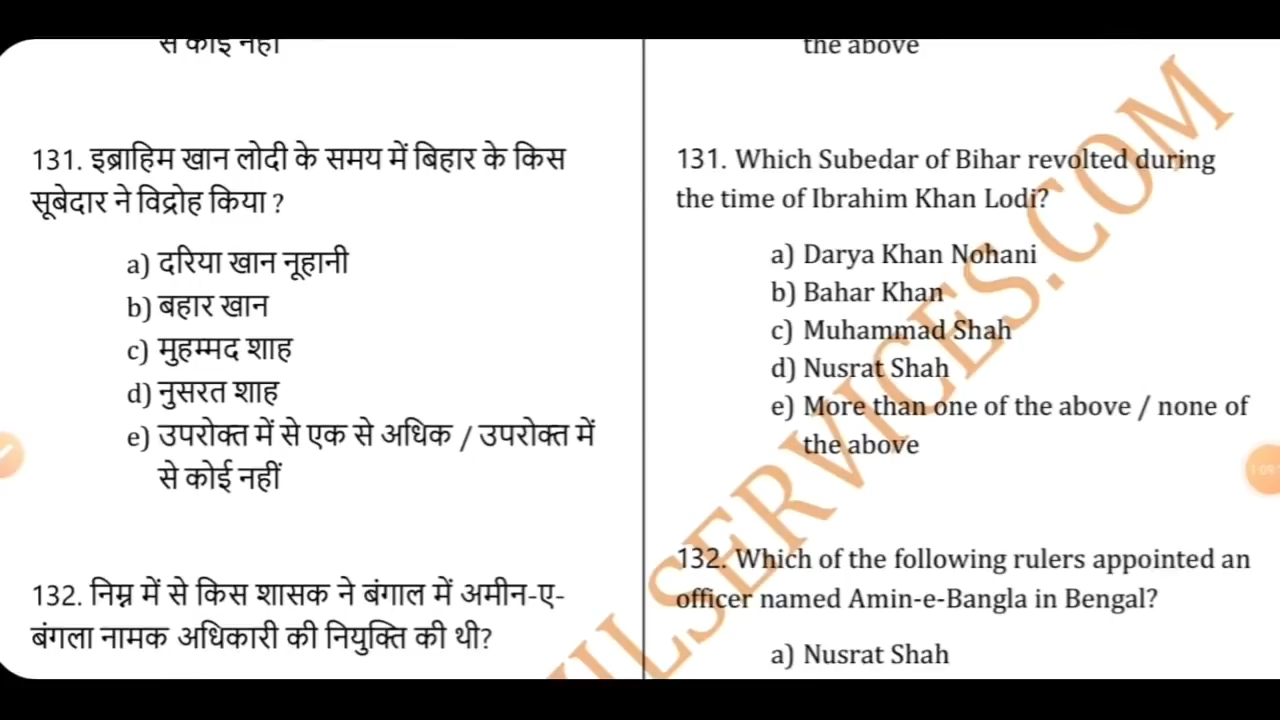 से कोई नहीं
131. इब्राहिम खान लोदी के समय में बिहार के किस
सूबेदार ने विद्रोह किया ?
a) दरिया खान नूहानी
b) बहार खान
c) मुहम्मद शाह
d) नुसरत शाह
e) उपरोक्त में से एक से अधिक / उपरोक्त में
से कोई नहीं
132. निम्न में से किस शासक ने बंगाल में अमीन-ए-
बंगला नामक अधिकारी की नियुक्ति की थी?
the above
131. Which Subedar of Bihar revolted during
the time of Ibrahim Khan Lodi?
a) Darya Khan Nohani
b) Bahar Khan
c) Muhammad Shah
d) Nusrat Shah
e) More than one of the above / none of
the above
132. Which of the following rulers appointed an
officer named Amin-e-Bangla in Bengal?
a) Nusrat Shah
ILSERVICES.COM